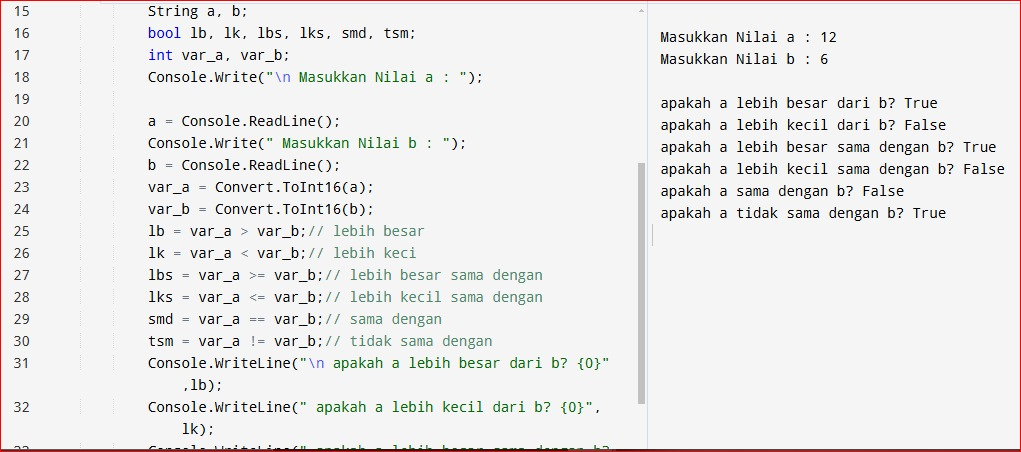 15 String a, b;
16 bool lb, lk, lbs, lks, smd, tsm;
17 int var_a, var_b;
18 Console.Write("\n Masukkan Nilai a : ");
19
20 a = Console.ReadLine();
21 Console.Write(" Masukkan Nilai b : ");
22 b = Console.ReadLine();
23 var_a = Convert.ToInt16(a);
24 var_b = Convert.ToInt16(b);
25 lb = var_a > var_b;// lebih besar
26 lk = var_a < var_b;// lebih keci
27 lbs = var_a >= var_b;// lebih besar sama dengan
28 lks = var_a <= var_b;// lebih kecil sama dengan
29 smd = var_a == var_b;// sama dengan
30 tsm = var_a != var_b;// tidak sama dengan
31 Console.WriteLine("\n apakah a lebih besar dari b? {0}"
,lb);
32 Console.WriteLine(" apakah a lebih kecil dari b? {0}",
lk);
Masukkan Nilai a : 12
Masukkan Nilai b : 6
apakah a lebih besar dari b? True
apakah a lebih kecil dari b? False
apakah a lebih besar sama dengan b? True
apakah a lebih kecil sama dengan b? False
apakah a sama dengan b? False
apakah a tidak sama dengan b? True